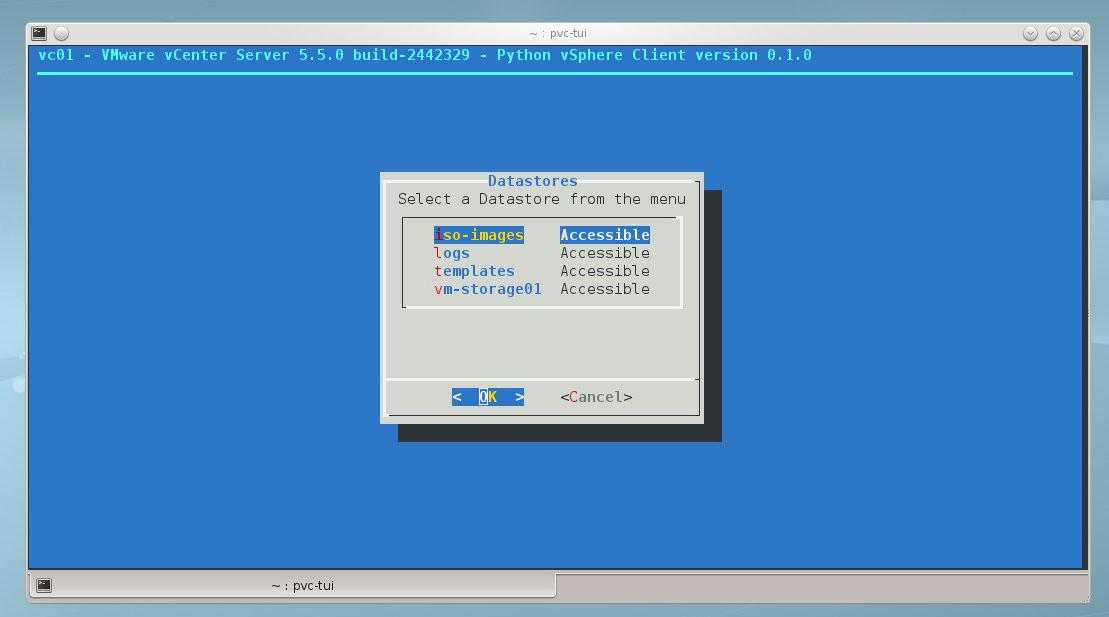 ~ : pvc-tui
vc01 - VMware vCenter Server 5.5.0 build-2442329 - Python vSphere Client version 0.1.0
Datastores
Select a Datastore from the menu
iso-images Accessible
logs Accessible
templates Accessible
vm-storage01 Accessible
< OK > <Cancel>
~ : pvc-tui